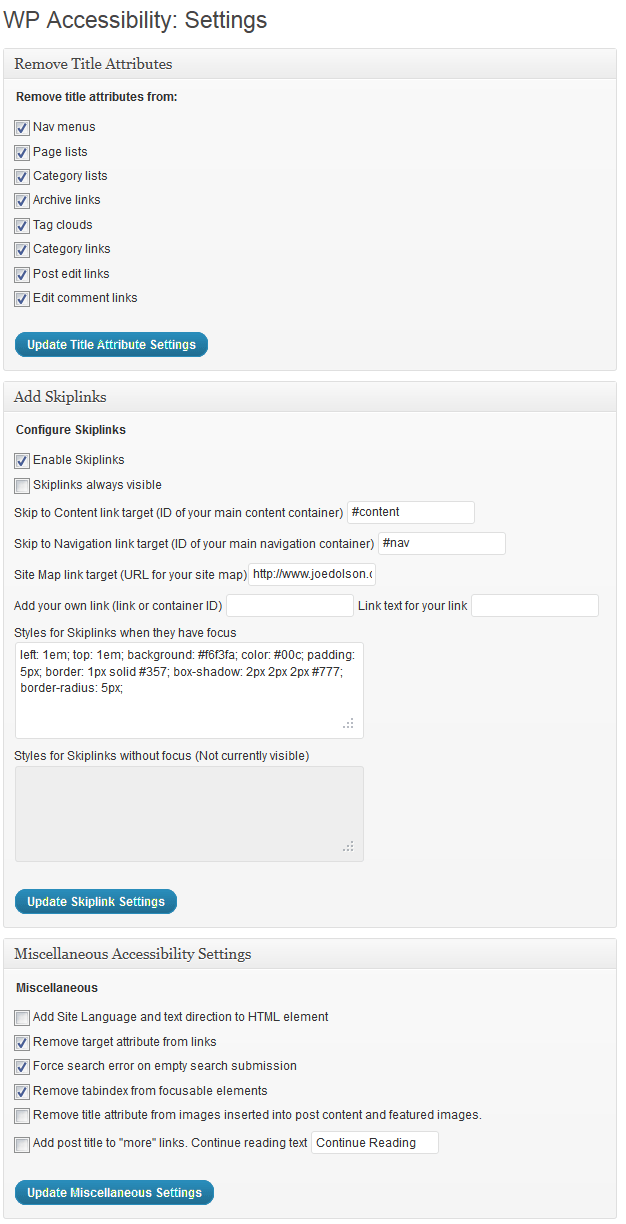 WP Accessibility: Settings
Remove Title Attributes
Remove title attributes from:
Nav menus
Page lists
Category lists
Archive links
Tag clouds
Category links
Post edit links
Edit comment links
Update Title Attribute Settings
Add Skiplinks
Configure Skiplinks
Enable Skiplinks
Skiplinks always visible
Skip to Content link target (ID of your main content container) #content
Skip to Navigation link target (ID of your main navigation container) #nav
Site Map link target (URL for your site map) http://www.joedolson.c
Add your own link (link or container ID) Link text for your link
Styles for Skiplinks when they have focus
left: 1em; top: 1em; background: #f6f3fa; color: #00c; padding:
5px; border: 1px solid #357; box-shadow: 2px 2px 2px #777;
border-radius: 5px;
Styles for Skiplinks without focus (Not currently visible)
Update Skiplink Settings
Miscellaneous Accessibility Settings
Miscellaneous
Add Site Language and text direction to HTML element
Remove target attribute from links
Force search error on empty search submission
Remove tabindex from focusable elements
Remove title attribute from images inserted into post content and featured images.
Add post title to "more" links. Continue reading text Continue Reading
Update Miscellaneous Settings